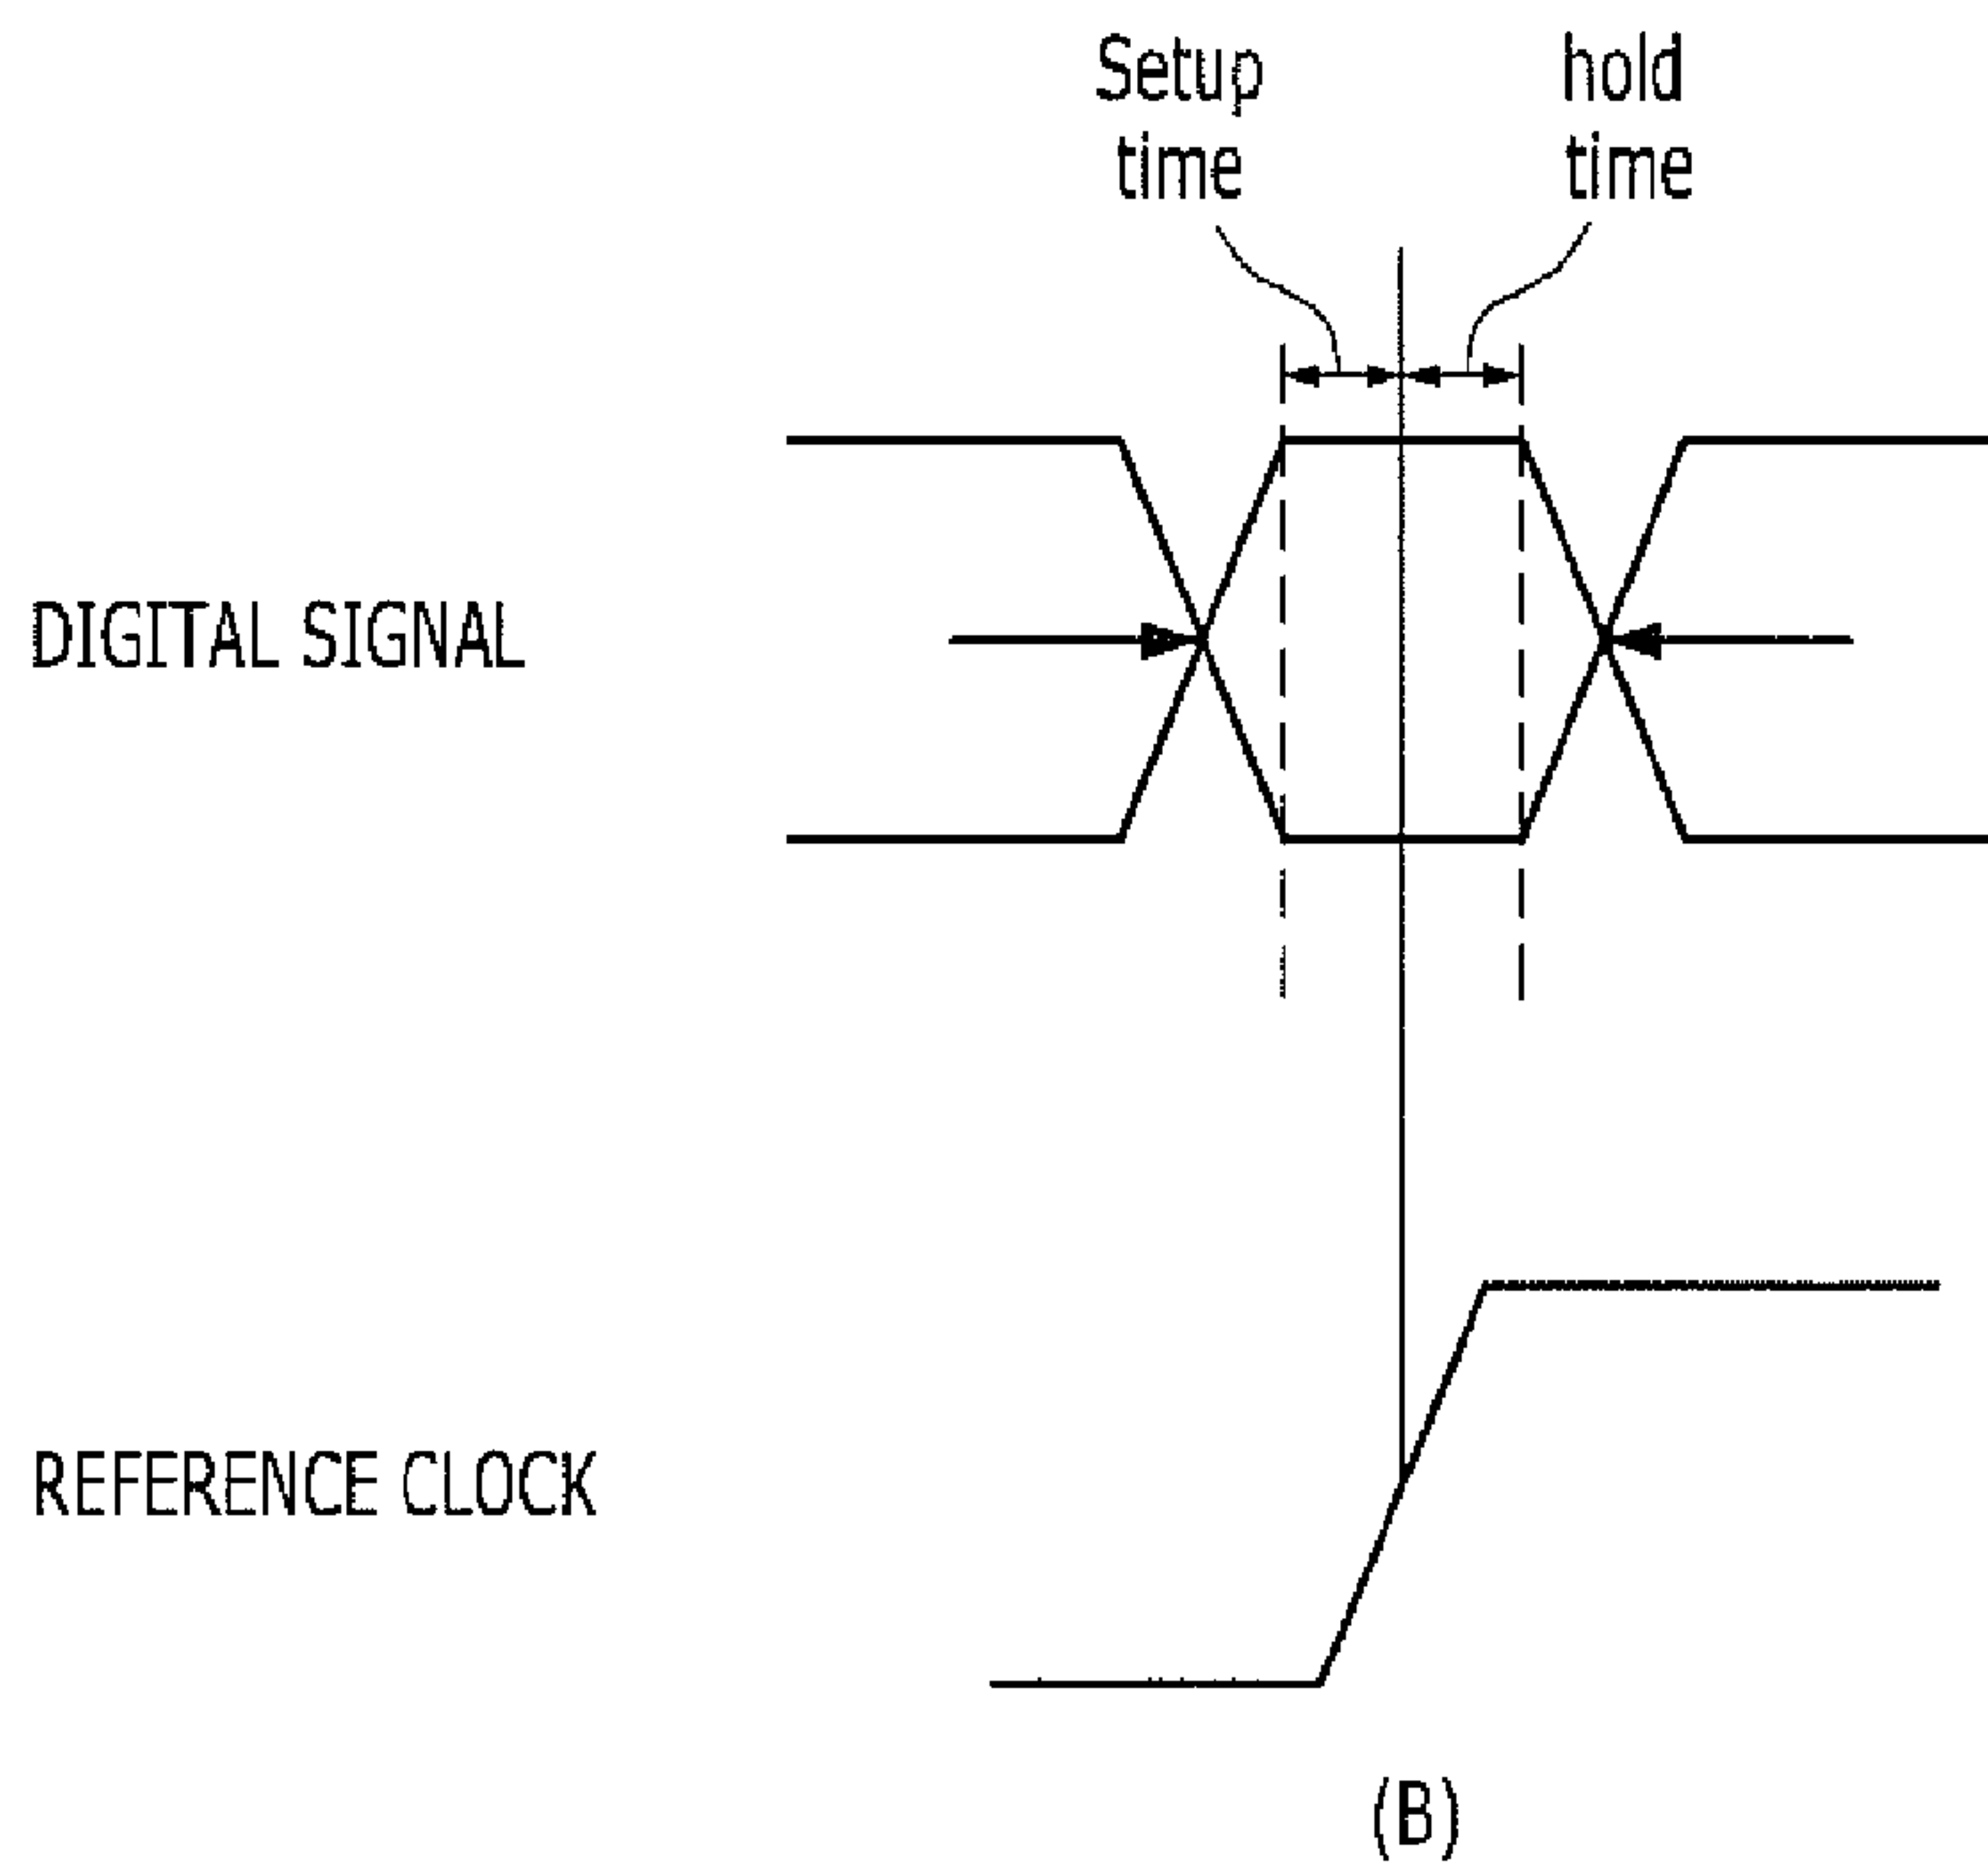 Setup
time
hold
time
DIGITAL SIGNAL
REFERENCE CLOCK
(B)